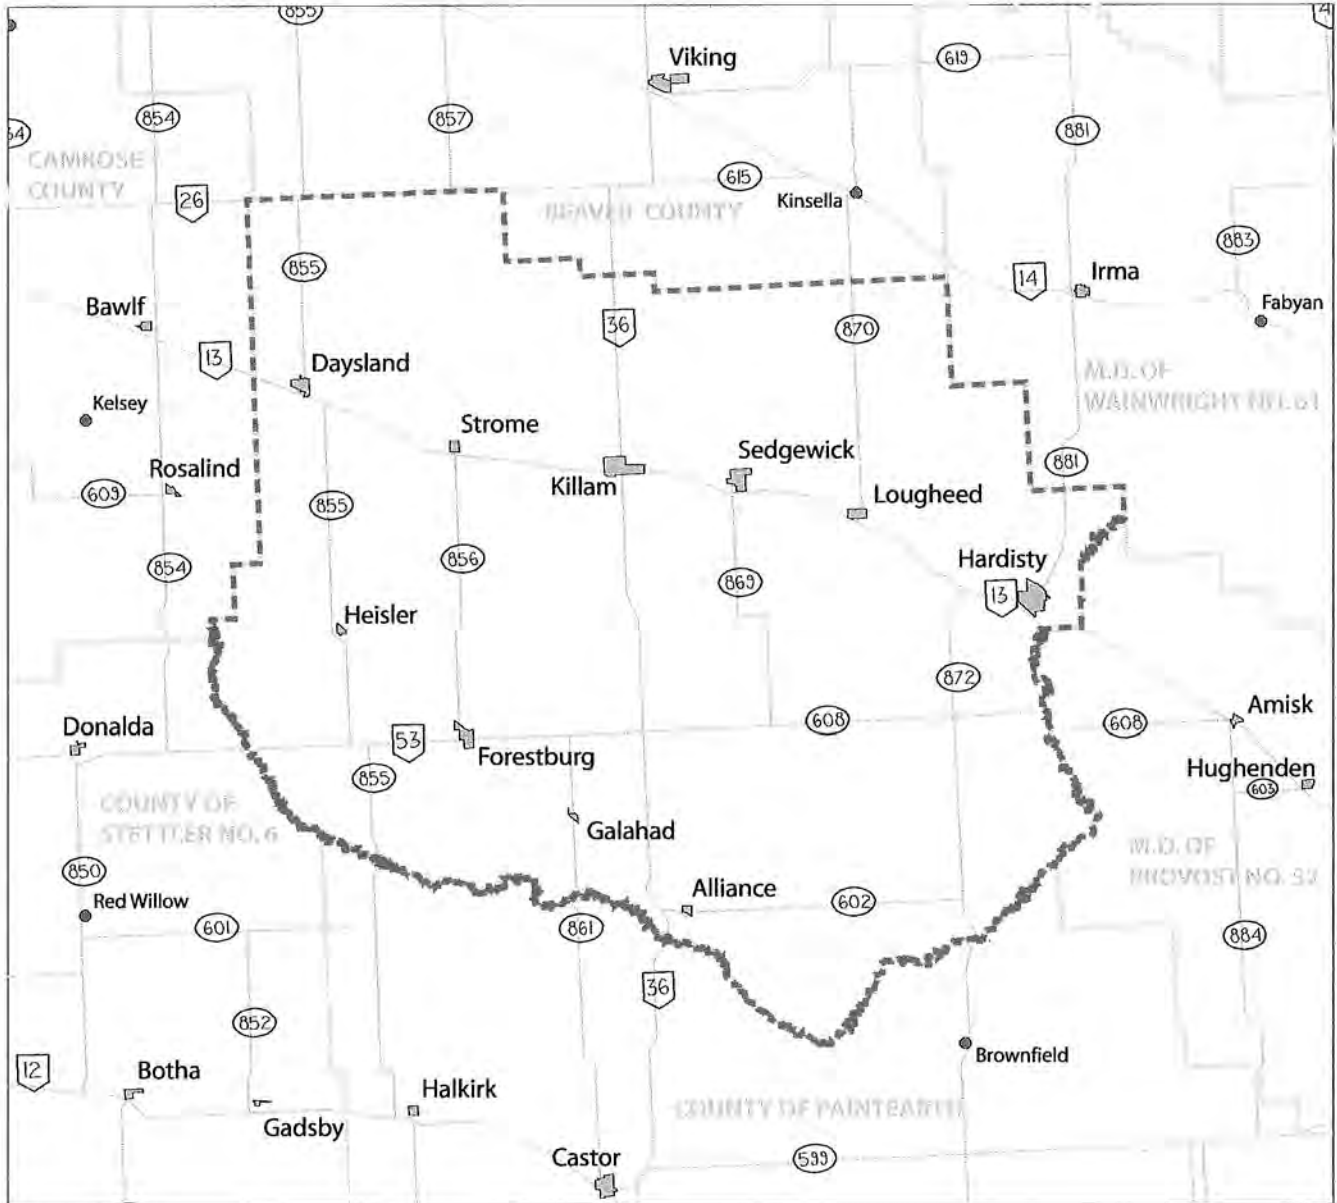 855
4
Viking
619
854
857
881
64
CAMROSE
COUNTY
615
26
Kinsella
BEAVER COUNTY
883
855
14
Irma
Bawlf
36
870
Fabyan
13
Daysland
M.D. OF
WAINWRIGHT NO. 61
Kelsey
Strome
Sedgewick
881
Rosalind
Killam
Lougheed
609
855
856
Hardisty
854
869
13
Heisler
872
Donalda
53
608
608
Amisk
Forestburg
855
Hughenden
603
COUNTY OF
STETTLER NO. 6
Galahad
M.D. OF
PROVOST NO. 52
850
Alliance
602
Red Willow
601
861
884
36
852
Brownfield
12
Botha
Halkirk
COUNTY OF PAINTEARTH
Gadsby
Castor
599